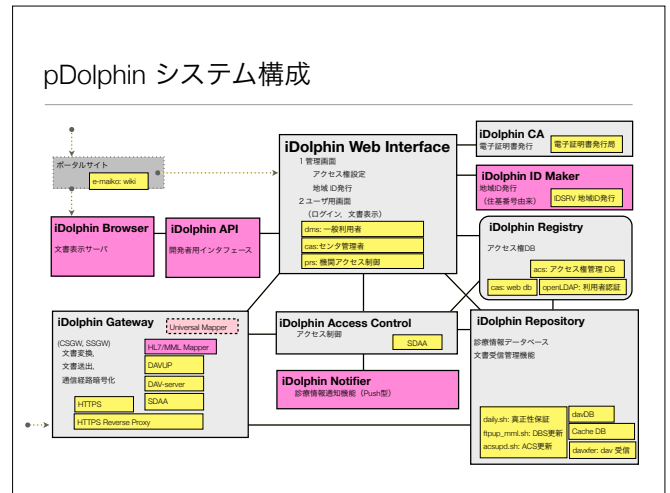 pDolphin システム構成
ポータルサイト
e-maiko: wiki
iDolphin Web Interface
1 管理画面
アクセス権設定
地域 ID発行
2 ユーザ用画面
（ログイン，文書表示）
dms: 一般利用者
cas:センタ管理者
prs: 機関アクセス制御
iDolphin CA
電子証明書発行
電子証明書発行局
iDolphin ID Maker
地域ID発行
（住基番号由来）
IDSRV 地域ID発行
iDolphin Browser
文書表示サーバ
iDolphin API
開発者用インタフェース
iDolphin Registry
アクセス権DB
acs: アクセス権管理 DB
cas: web db
openLDAP: 利用者認証
iDolphin Gateway
Universal Mapper
(CSGW, SSGW)
文書変換,
文書送出,
通信経路暗号化
HL7/MML Mapper
DAVUP
DAV-server
SDAA
HTTPS
HTTPS Reverse Proxy
iDolphin Access Control
アクセス制御
SDAA
iDolphin Notifier
診療情報通知機能（Push型）
iDolphin Repository
診療情報データベース
文書受信管理機能
daily.sh: 真正性保証
ftpup_mml.sh: DBS更新
acsupd.sh: ACS更新
davDB
Cache DB
davxfer: dav 受信